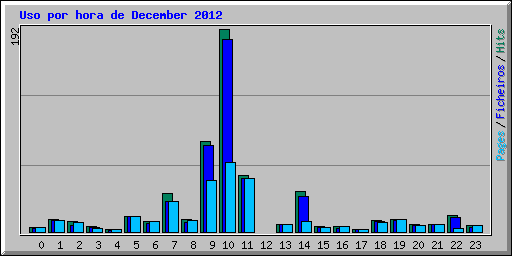 Uso por hora de December 2012
192
Pages / Ficheiros / Hits
0 1 2 3 4 5 6 7 8 9 10 11 12 13 14 15 16 17 18 19 20 21 22 23